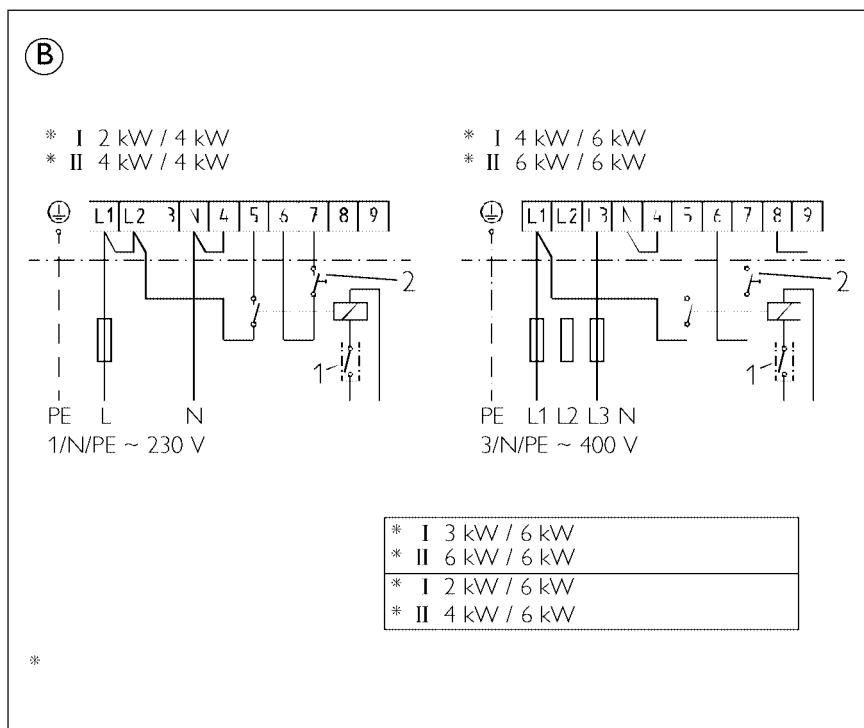 B
* I 2 kW / 4 kW
* II 4 kW / 4 kW
L1 L2 3 N 4 5 6 7 8 9
2
1
PE L N
1/N/PE ~ 230 V
* I 4 kW / 6 kW
* II 6 kW / 6 kW
L1 L2 L3 N 4 5 6 7 8 9
2
1
PE L1 L2 L3 N
3/N/PE ~ 400 V
* I 3 kW / 6 kW
* II 6 kW / 6 kW
* I 2 kW / 6 kW
* II 4 kW / 6 kW
*